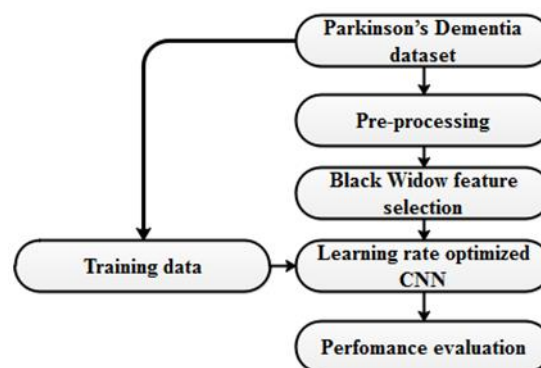 Parkinson's Dementia
dataset
Pre-processing
Black Widow feature
selection
Training data
Learning rate optimized
CNN
Perfomance evaluation